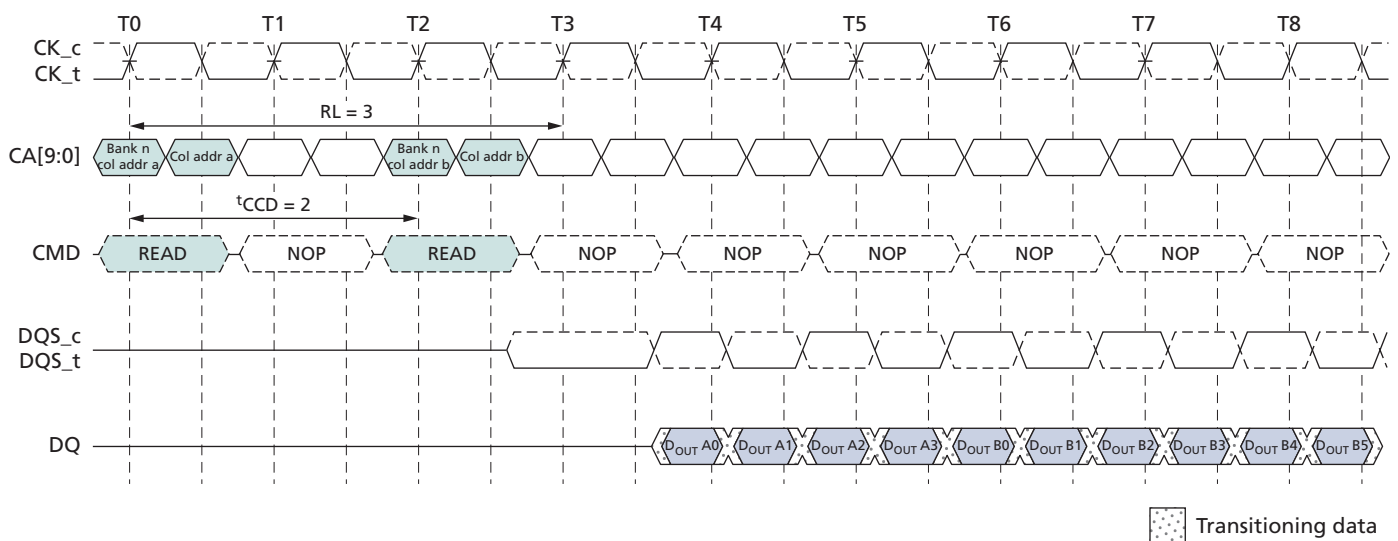 T0 T1 T2 T3 T4 T5 T6 T7 T8
CK_c
CK_t
RL = 3
CA[9:0]
Bank n
col addr a
Col addr a
Bank n
col addr b
Col addr b
tCCD = 2
CMD READ NOP READ NOP NOP NOP NOP NOP NOP
DQS_c
DQS_t
DQ DOUT A0 DOUT A1 DOUT A2 DOUT A3 DOUT B0 DOUT B1 DOUT B2 DOUT B3 DOUT B4 DOUT B5
Transitioning data